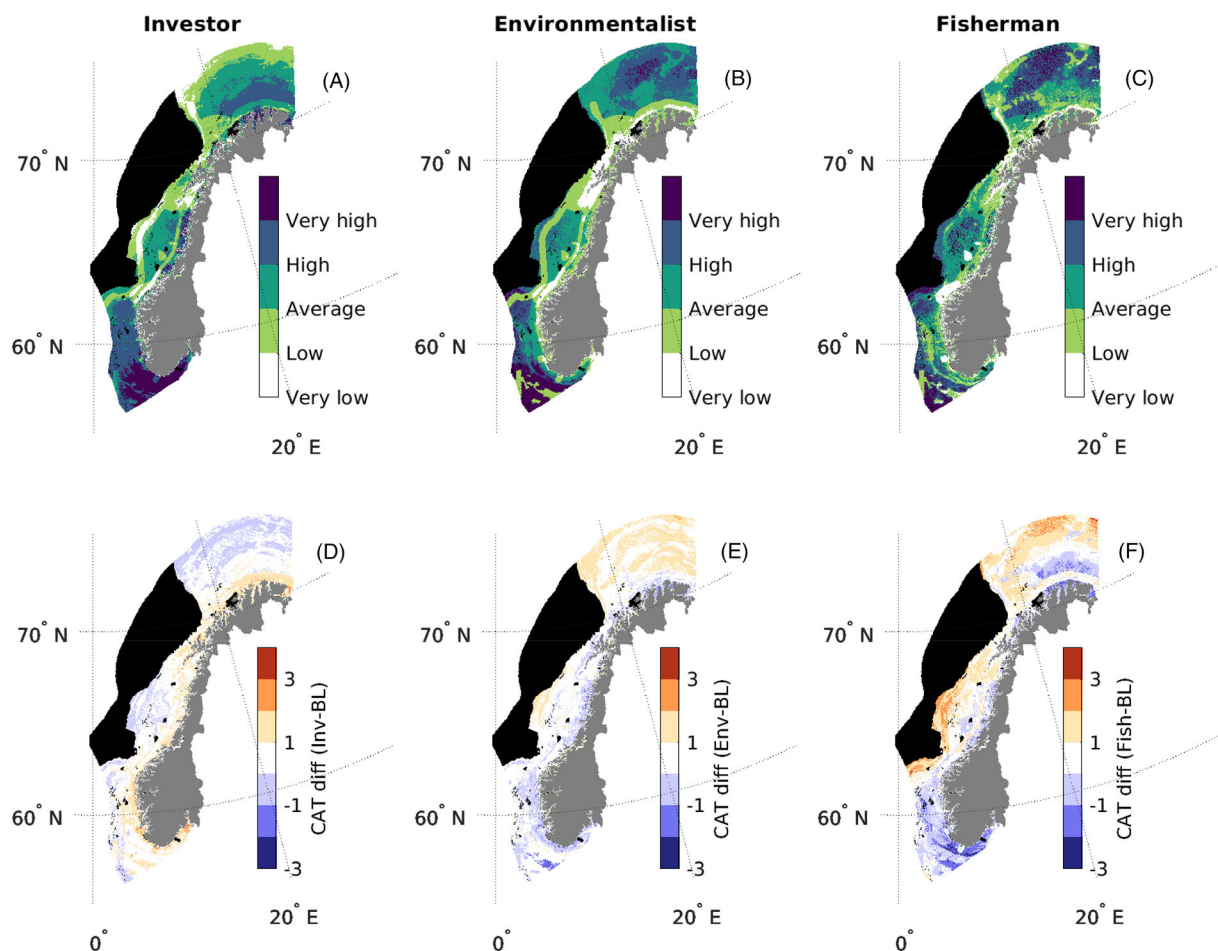 Investor
Environmentalist
Fisherman
(A)
(B)
(C)
70° N
60° N
20° E
Very high
High
Average
Low
Very low
70° N
60° N
20° E
Very high
High
Average
Low
Very low
70° N
60° N
20° E
Very high
High
Average
Low
Very low
(D)
(E)
(F)
70° N
60° N
0°
20° E
3
1
-1
-3
CAT diff (Inv-BL)
70° N
60° N
0°
20° E
3
1
-1
-3
CAT diff (Env-BL)
70° N
60° N
0°
20° E
3
1
-1
-3
CAT diff (Fish-BL)